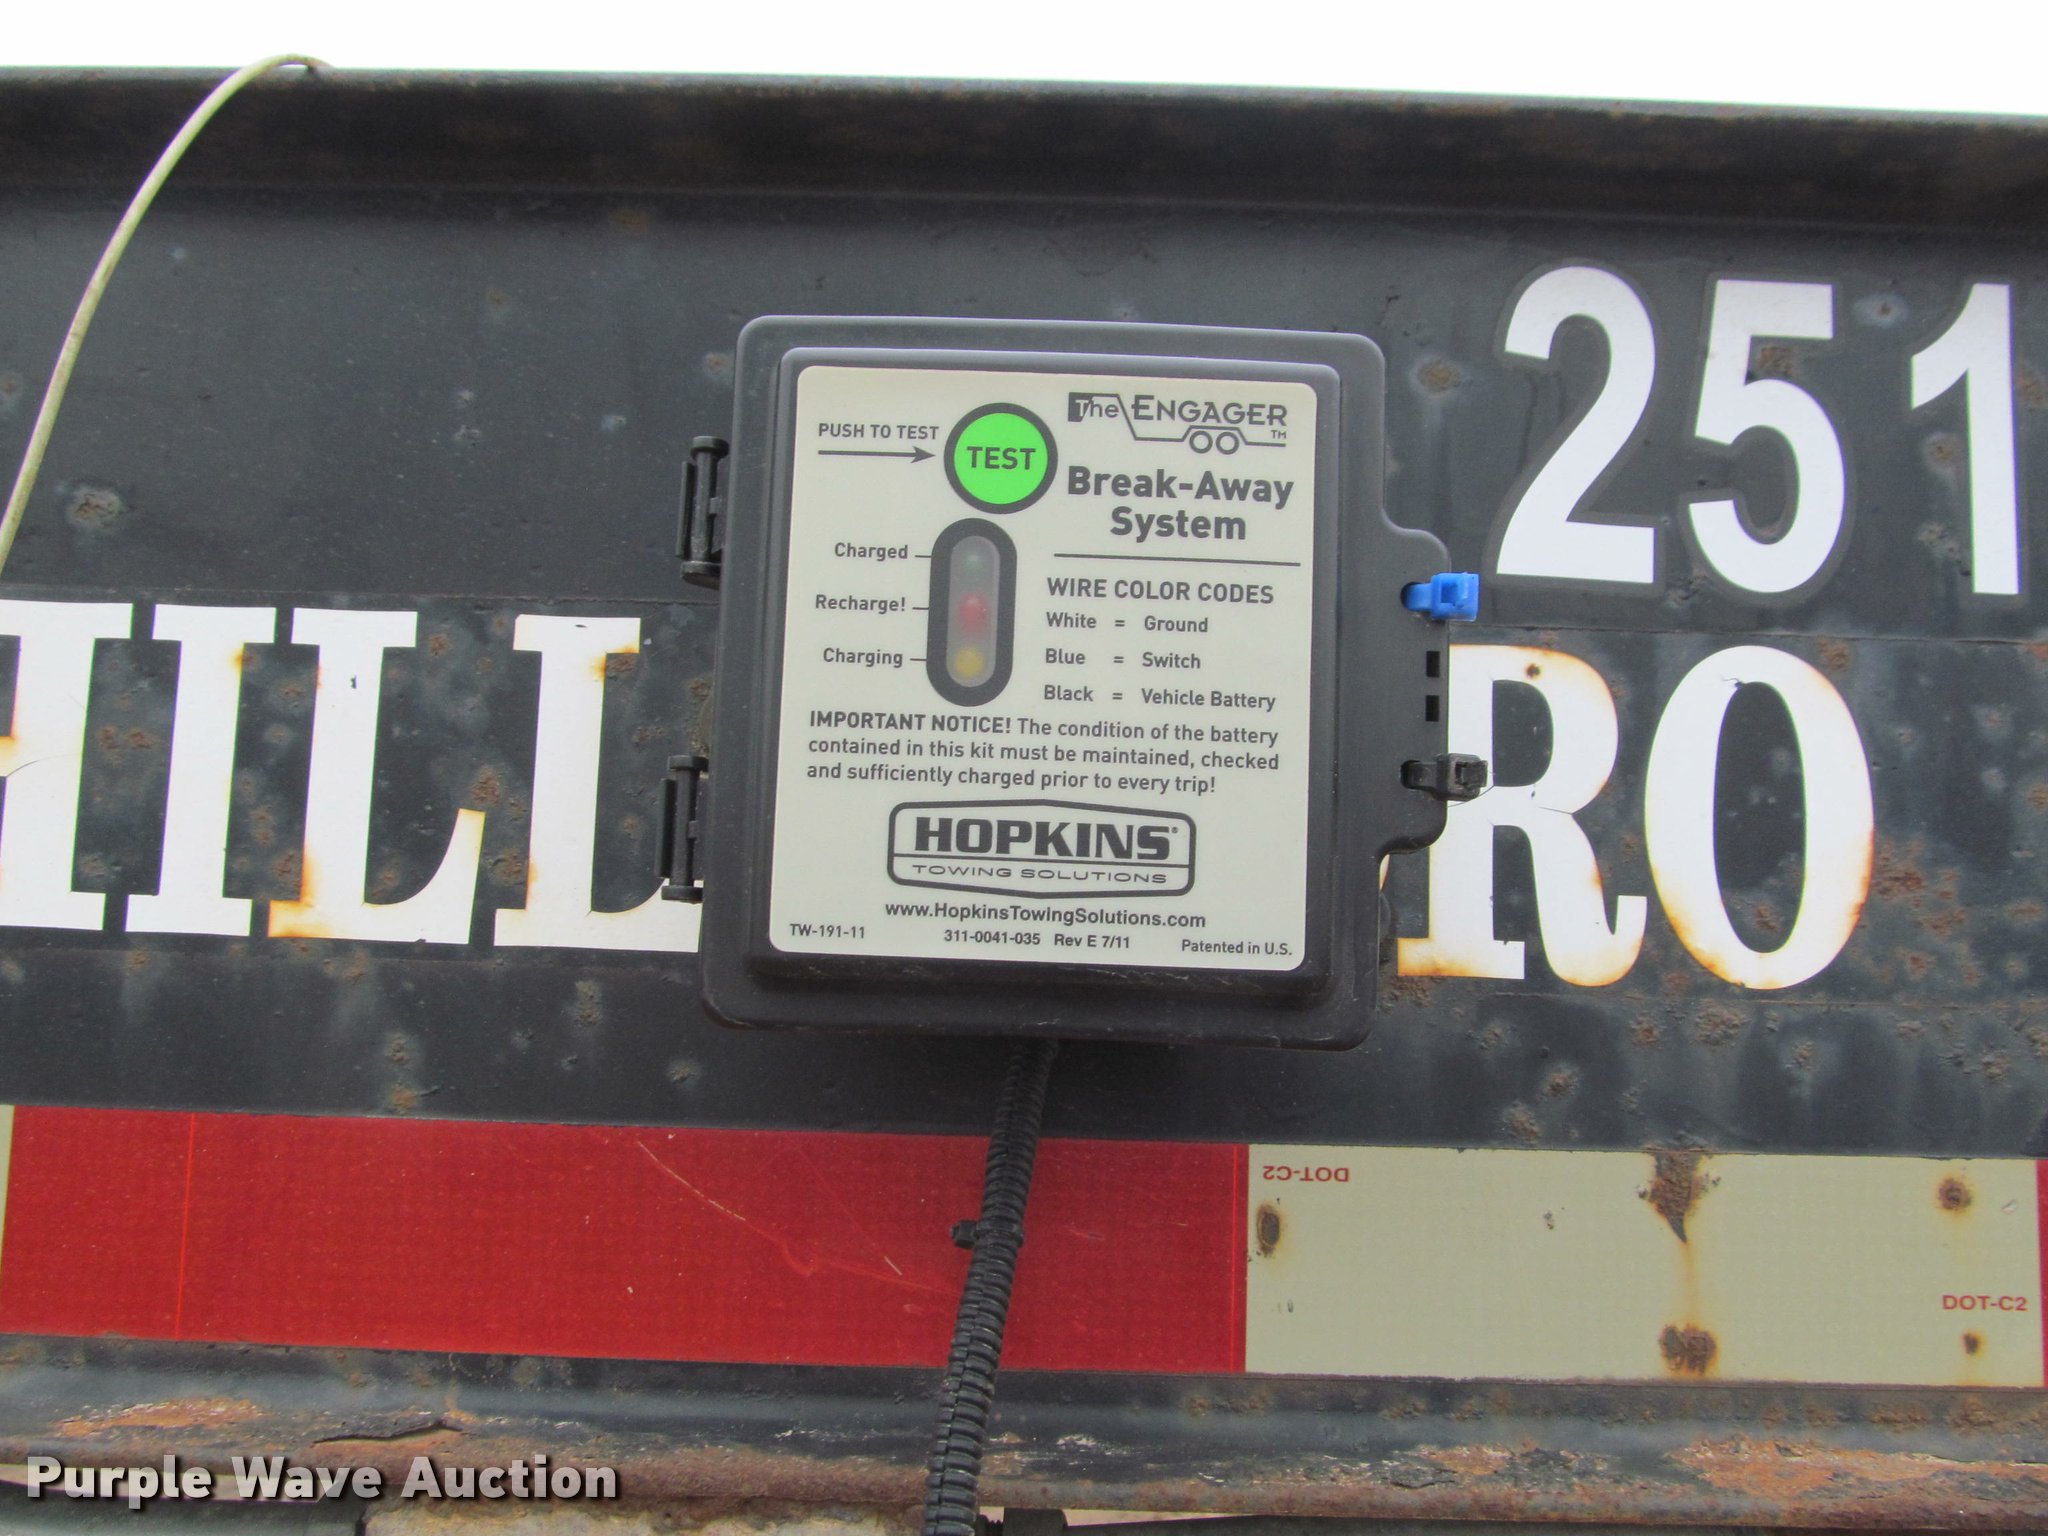 251
HILL
RO
PUSH TO TEST
TEST
The ENGAGER™
Break-Away
System
Charged
Recharge!
Charging
WIRE COLOR CODES
White = Ground
Blue = Switch
Black = Vehicle Battery
IMPORTANT NOTICE! The condition of the battery
contained in this kit must be maintained, checked
and sufficiently charged prior to every trip!
HOPKINS®
TOWING SOLUTIONS
www.HopkinsTowingSolutions.com
TW-191-11
311-0041-035 Rev E 7/11
Patented in U.S.
DOT-C2
DOT-C2
Purple Wave Auction